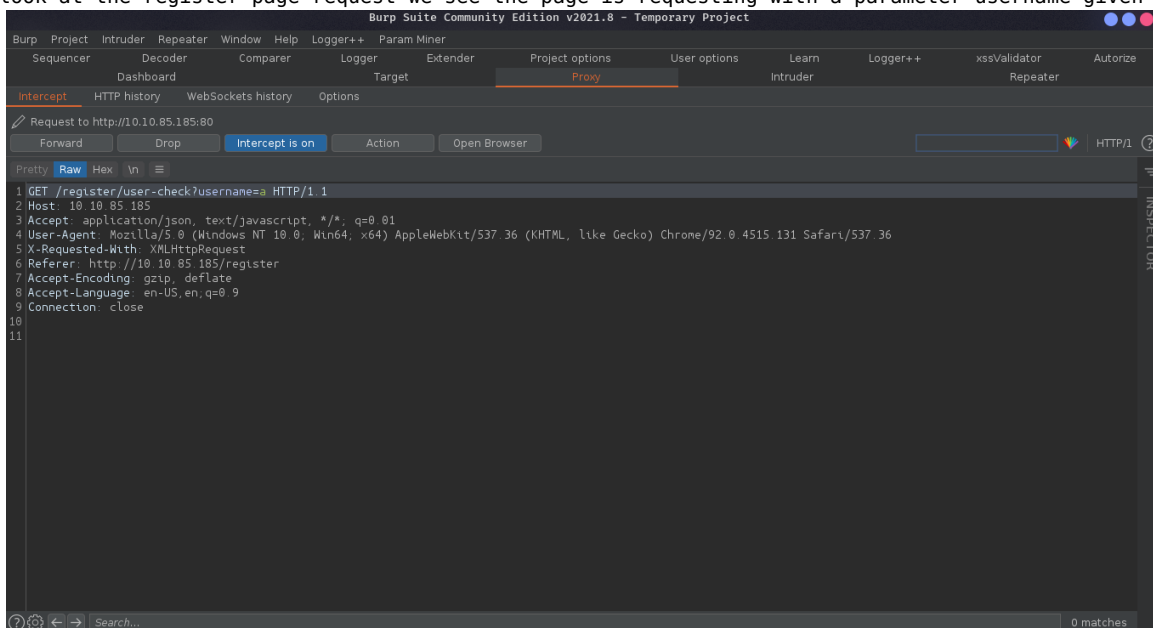 look at the register page request we see the page is requesting with a parameter username given
Burp Suite Community Edition v2021.8 - Temporary Project
Burp Project Intruder Repeater Window Help Logger++ Param Miner
Sequencer Decoder Comparer Logger Extender Project options User options Learn Logger++ xssValidator Autorize
Dashboard Target Proxy Intruder Repeater
Intercept HTTP history WebSockets history Options
Request to http://10.10.85.185:80
Forward Drop Intercept is on Action Open Browser HTTP/1 ?
Pretty Raw Hex \n ≡
1 GET /register/user-check?username=a HTTP/1.1
2 Host: 10.10.85.185
3 Accept: application/json, text/javascript, */*; q=0.01
4 User-Agent: Mozilla/5.0 (Windows NT 10.0; Win64; x64) AppleWebKit/537.36 (KHTML, like Gecko) Chrome/92.0.4515.131 Safari/537.36
5 X-Requested-With: XMLHttpRequest
6 Referer: http://10.10.85.185/register
7 Accept-Encoding: gzip, deflate
8 Accept-Language: en-US,en;q=0.9
9 Connection: close
10
11
INSPECTOR
? ← → Search... 0 matches